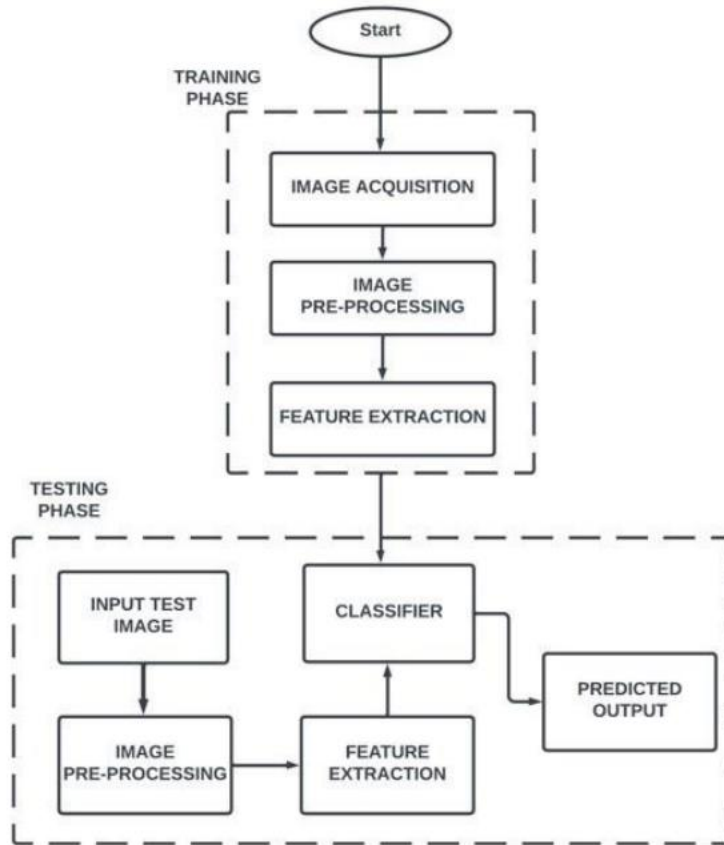 Start
TRAINING
PHASE
IMAGE ACQUISITION
IMAGE
PRE-PROCESSING
FEATURE EXTRACTION
TESTING
PHASE
INPUT TEST
IMAGE
CLASSIFIER
PREDICTED
OUTPUT
IMAGE
PRE-PROCESSING
FEATURE
EXTRACTION